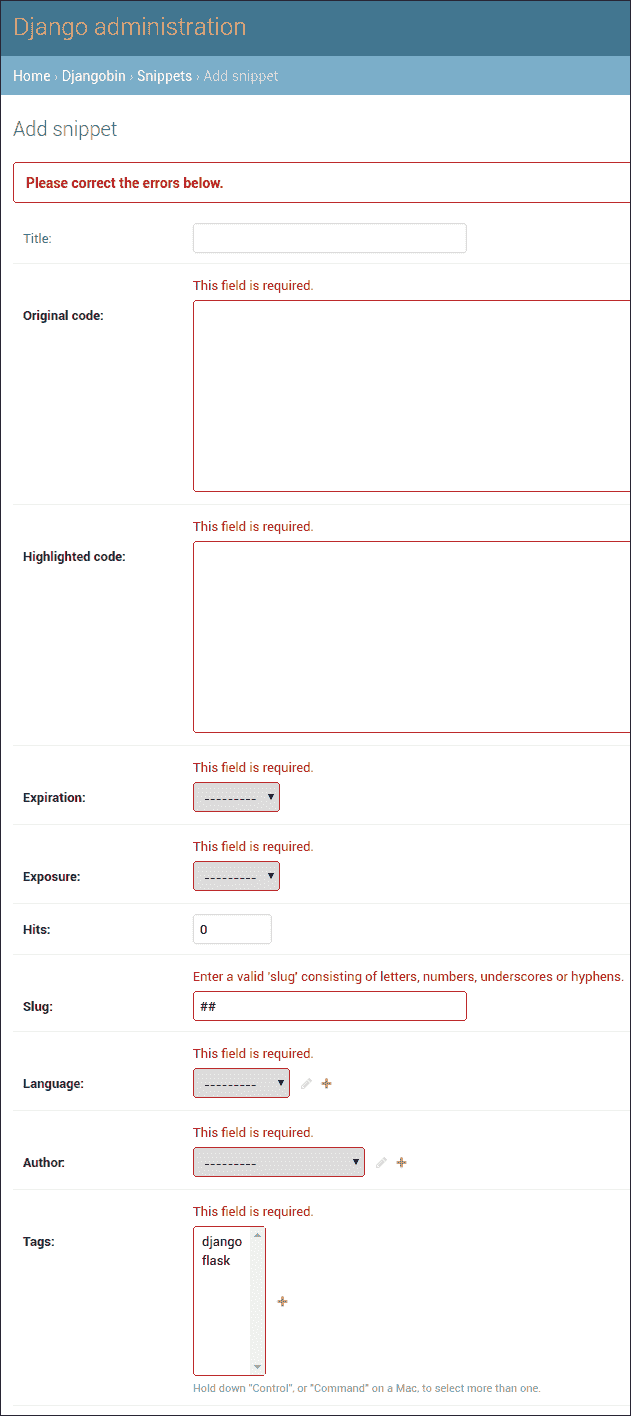 Django administration
Home › Djangobin › Snippets › Add snippet
Add snippet
Please correct the errors below.
Title:
This field is required.
Original code:
This field is required.
Highlighted code:
This field is required.
Expiration: ---------
This field is required.
Exposure: ---------
Hits: 0
Enter a valid 'slug' consisting of letters, numbers, underscores or hyphens.
Slug: ##
This field is required.
Language: ---------
This field is required.
Author: ---------
This field is required.
Tags: django
flask
Hold down "Control", or "Command" on a Mac, to select more than one.